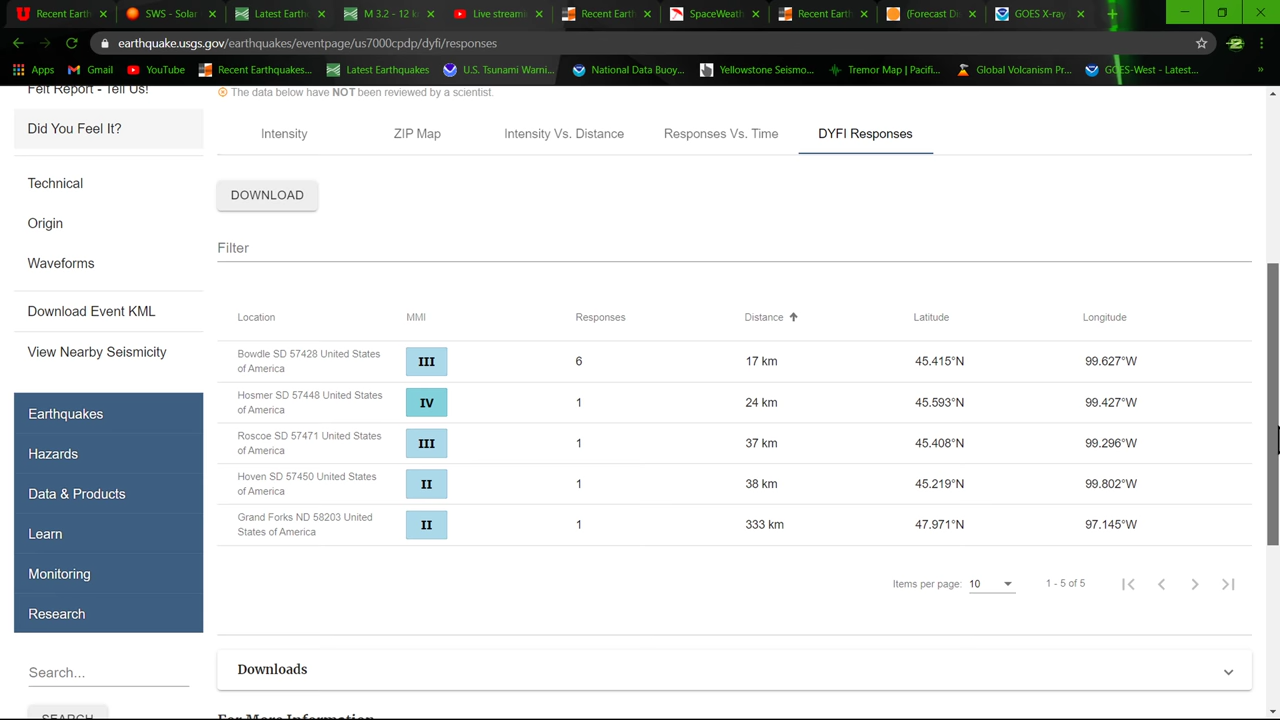 Recent Eart
SWS - Solar
Latest Earth
M 3.2 - 12 k
Live streami
Recent Eart
SpaceWeath
Recent Eart
(Forecast Di
GOES X-ray
earthquake.usgs.gov/earthquakes/eventpage/us7000cpdp/dyfi/responses
Apps
Gmail
YouTube
Recent Earthquakes...
Latest Earthquakes
U.S. Tsunami Warni...
National Data Buoy...
Yellowstone Seismo...
Tremor Map | Pacifi...
Global Volcanism Pr...
GOES-West - Latest...
»
Felt Report - Tell Us!
Did You Feel It?
Technical
Origin
Waveforms
Download Event KML
View Nearby Seismicity
Earthquakes
Hazards
Data & Products
Learn
Monitoring
Research
Search...
SEARCH
The data below have NOT been reviewed by a scientist.
Intensity
ZIP Map
Intensity Vs. Distance
Responses Vs. Time
DYFI Responses
DOWNLOAD
Filter
Location MMI Responses Distance Latitude Longitude
Bowdle SD 57428 United States
of America
III 6 17 km 45.415°N 99.627°W
Hosmer SD 57448 United States
of America
IV 1 24 km 45.593°N 99.427°W
Roscoe SD 57471 United States
of America
III 1 37 km 45.408°N 99.296°W
Hoven SD 57450 United States
of America
II 1 38 km 45.219°N 99.802°W
Grand Forks ND 58203 United
States of America
II 1 333 km 47.971°N 97.145°W
Items per page: 10 1 - 5 of 5
Downloads
For More Information